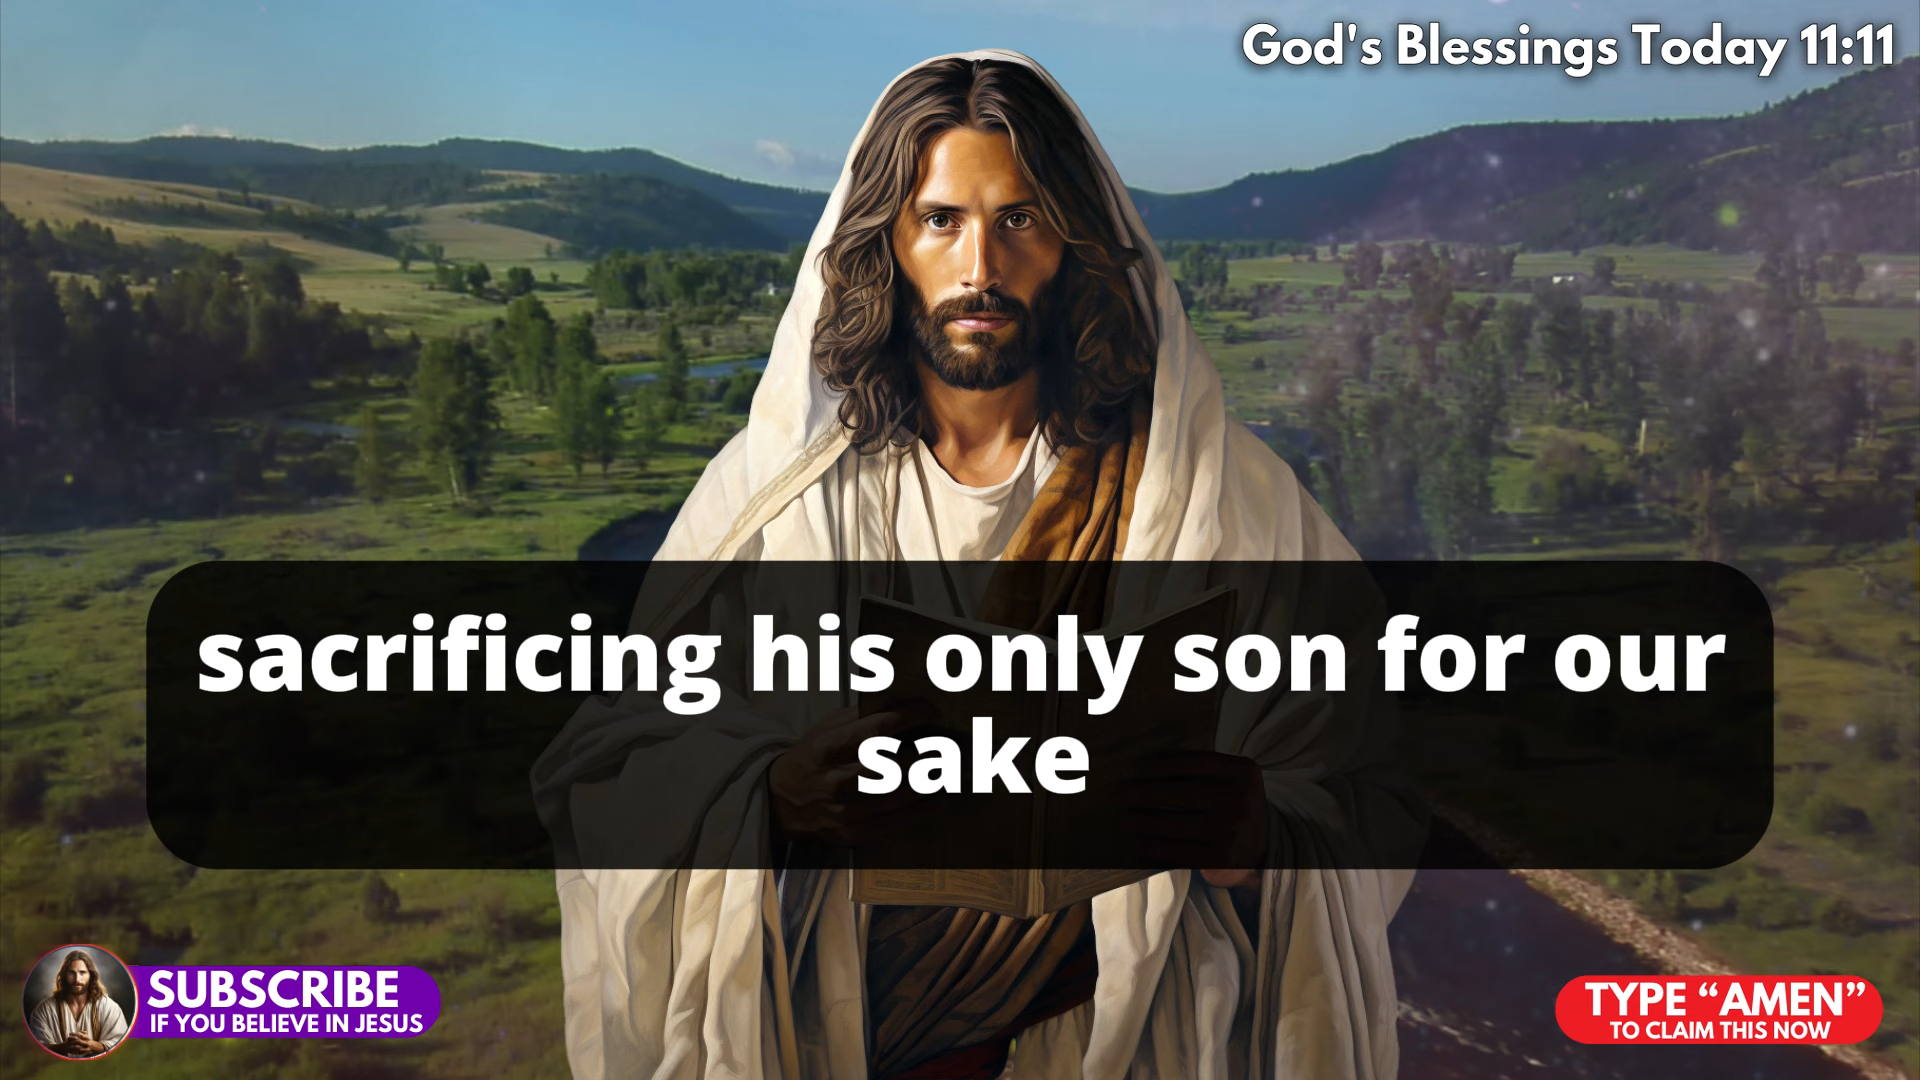 God's Blessings Today 11:11
sacrificing his only son for our
sake
SUBSCRIBE
IF YOU BELIEVE IN JESUS
TYPE “AMEN”
TO CLAIM THIS NOW